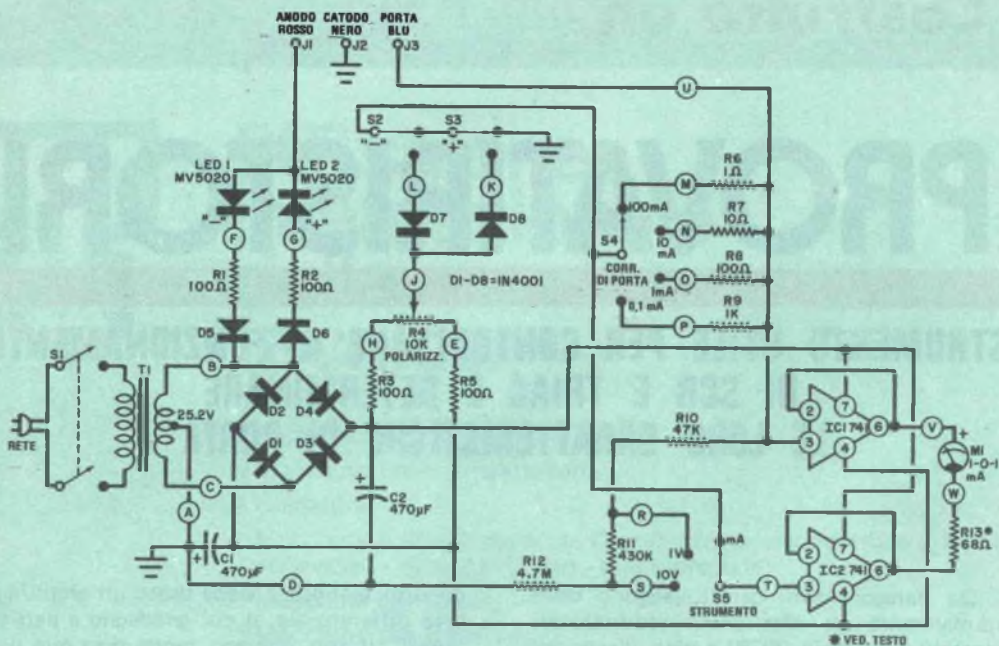 ANODO CATODO PORTA
ROSSO NERO BLU
J1 J2 J3
U
S2 S3
"–" "+"
LED 1
MV5020
LED 2
MV5020
"–" "+"
L K
R6
1Ω
M
100mA
D7 D8
R7
10Ω
N
10
mA
F G
S4
CORR.
DI PORTA
R8
100Ω
O
1mA
R1
100Ω
R2
100Ω
J
D1-D8=1N4001
0,1 mA
R9
1K
P
D5 D6
H E
R4
10K
POLARIZZ.
S1
T1
B
R3
100Ω
R5
100Ω
D2 D4
25.2V
RETE
D1 D3
R10
47K
2 7
3 4
6
IC1 741
V
+
M1
1-0-1
mA
C
A
+
C2
470µF
W
R13*
68Ω
R
R11
430K
1V
mA
+
C1
470µF
D
R12
4.7M
S
10V
S5
STRUMENTO
T
2 7
3 4
6
IC2 741
* VED. TESTO